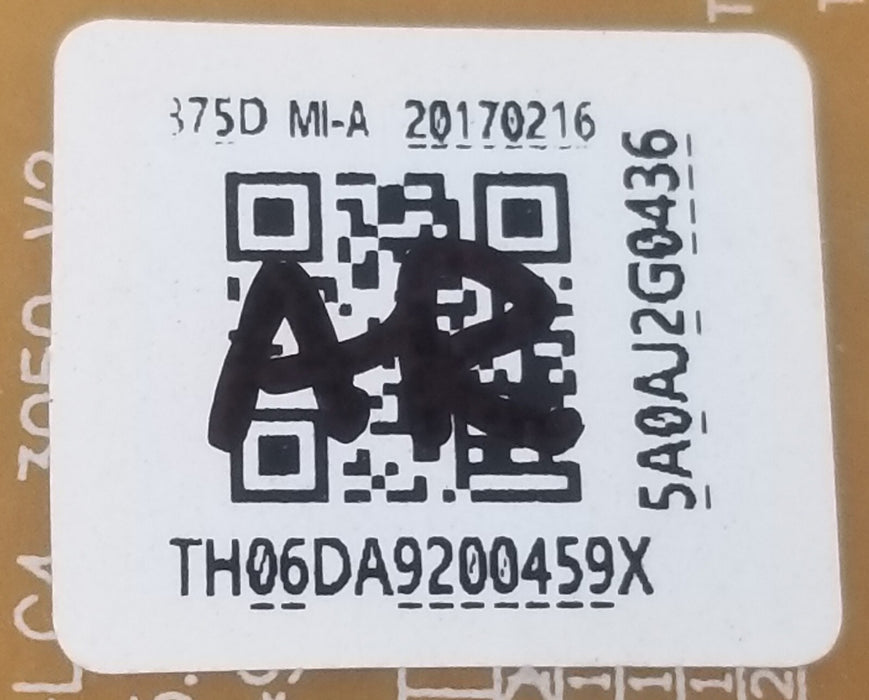 375D MI-A 20170216
5A0AJ2G0436
AR
TH06DA9200459X